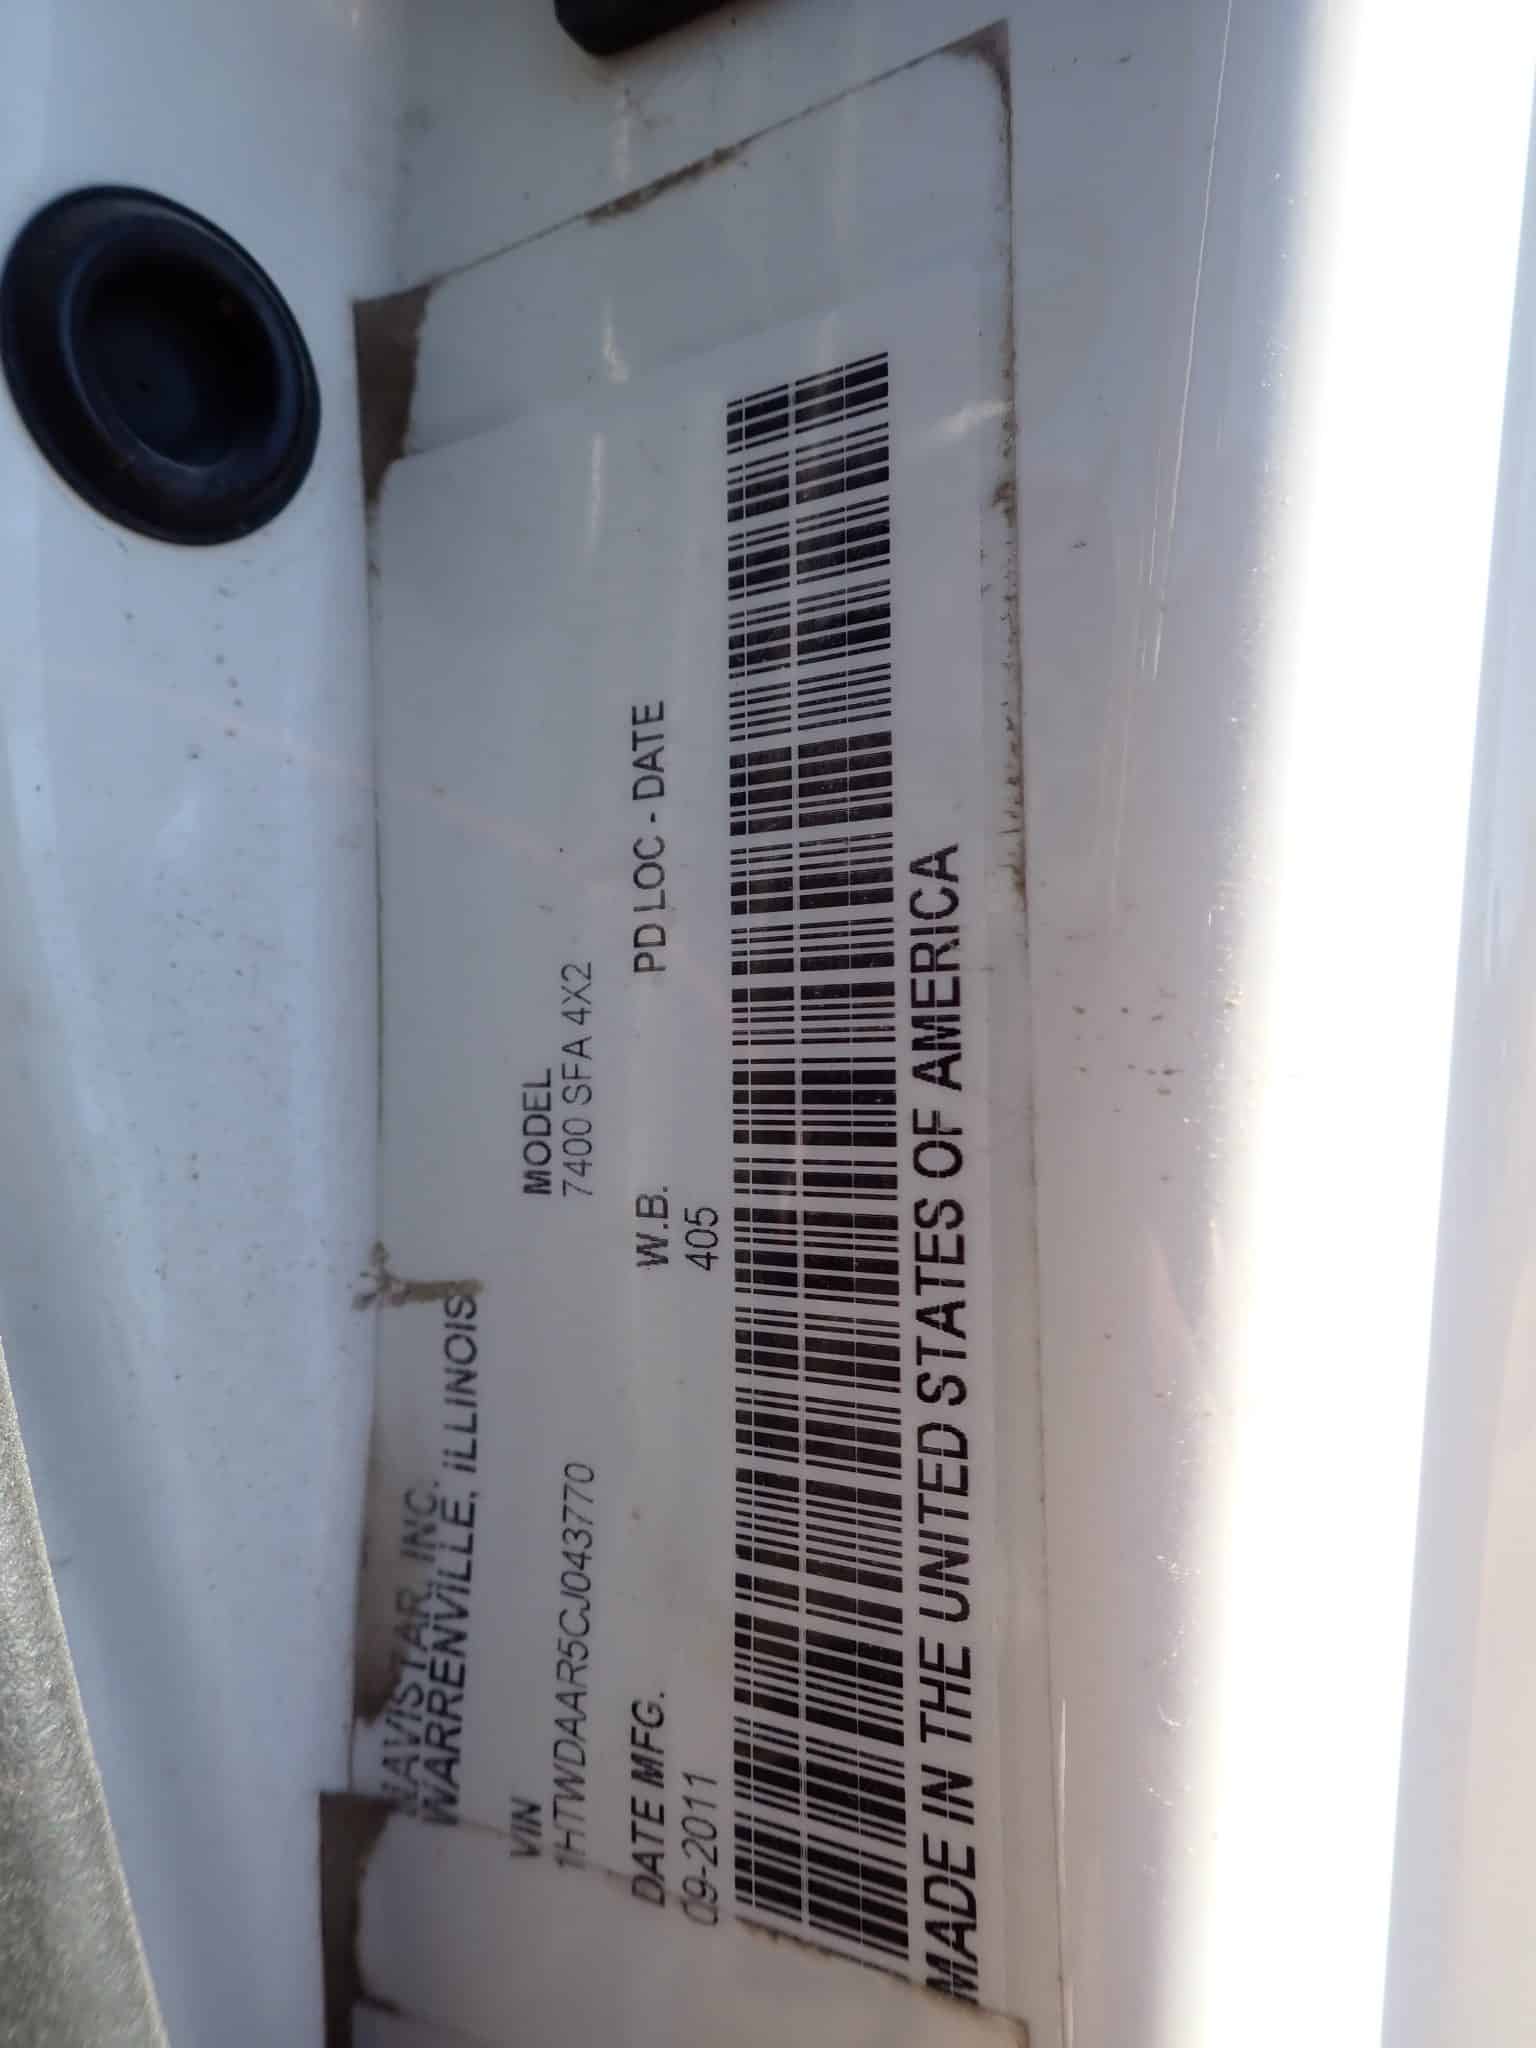 NAVISTAR, INC.
WARRENVILLE, ILLINOIS
VIN MODEL
1HTWDAAR5CJ043770 7400 SFA 4X2
DATE MFG. W.B. PD LOC - DATE
09-2011 405
MADE IN THE UNITED STATES OF AMERICA